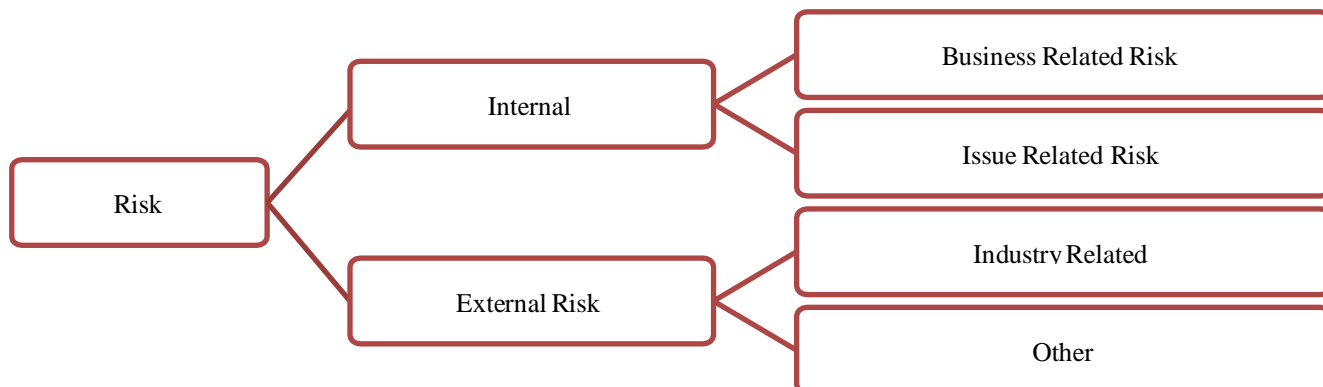 Business Related Risk
Internal
Issue Related Risk
Risk
Industry Related
External Risk
Other